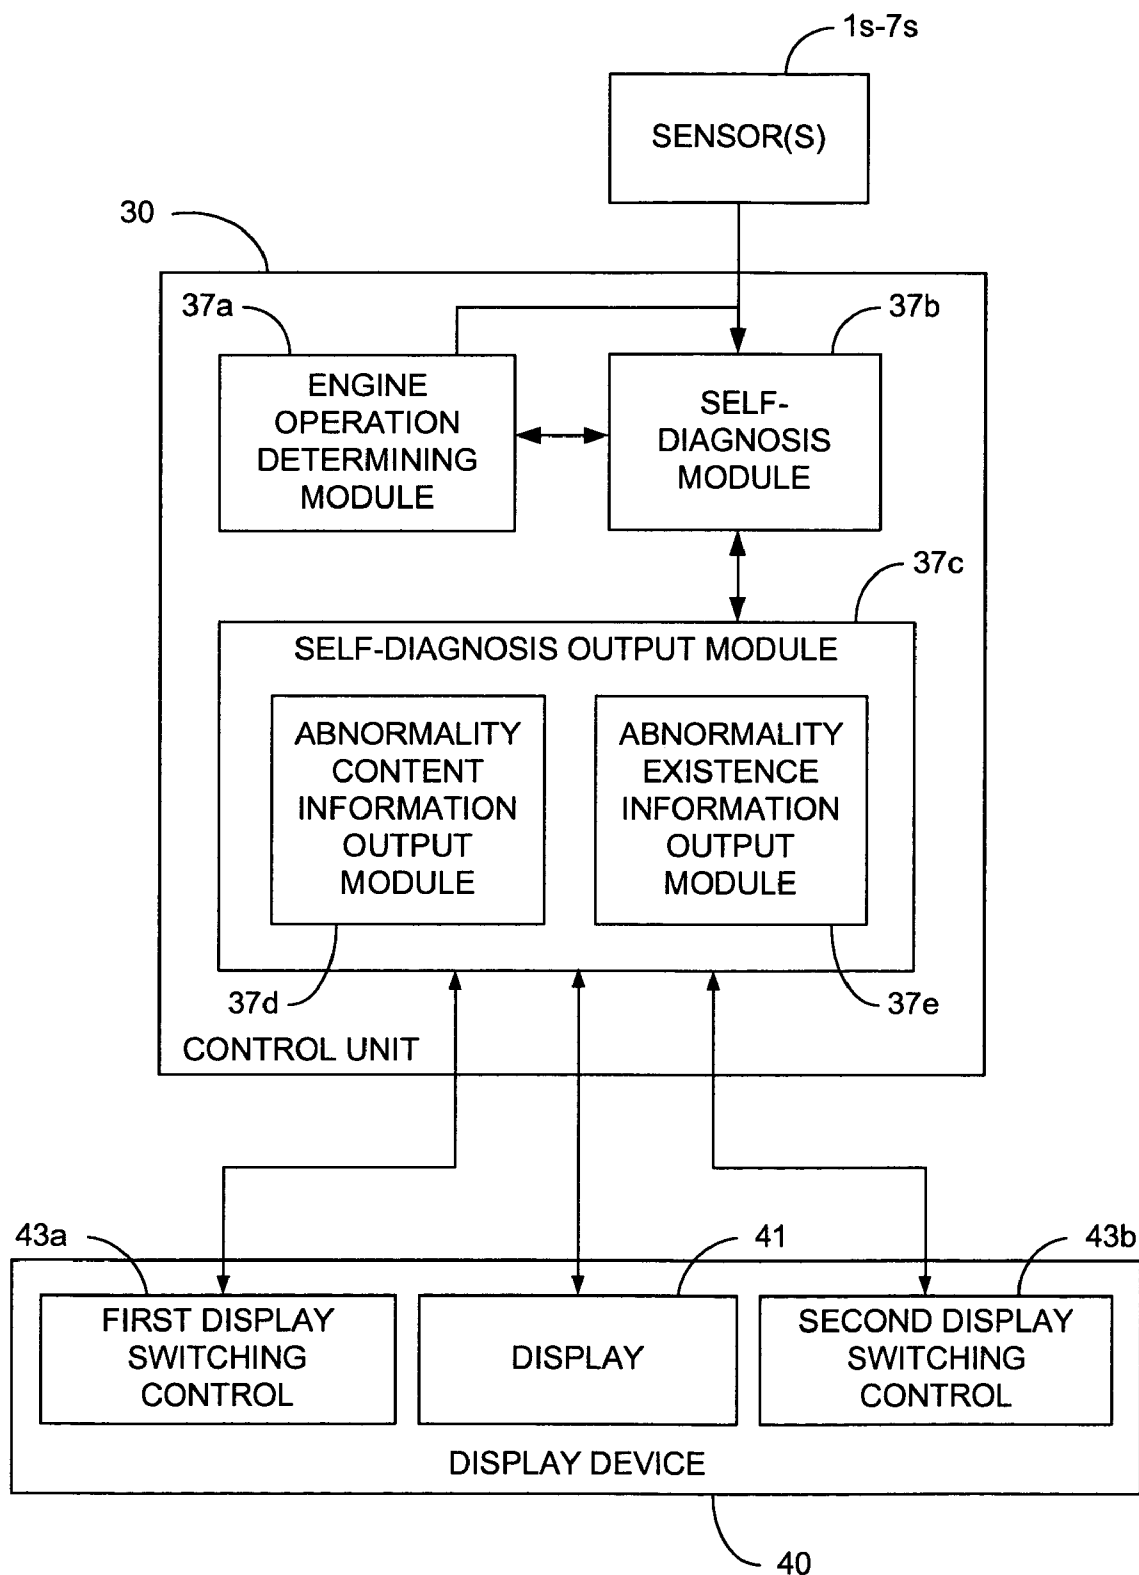 1s-7s
SENSOR(S)
30
37a
37b
ENGINE
OPERATION
DETERMINING
MODULE
SELF-
DIAGNOSIS
MODULE
37c
SELF-DIAGNOSIS OUTPUT MODULE
ABNORMALITY
CONTENT
INFORMATION
OUTPUT
MODULE
ABNORMALITY
EXISTENCE
INFORMATION
OUTPUT
MODULE
37d
37e
CONTROL UNIT
43a
41
43b
FIRST DISPLAY
SWITCHING
CONTROL
DISPLAY
SECOND DISPLAY
SWITCHING
CONTROL
DISPLAY DEVICE
40